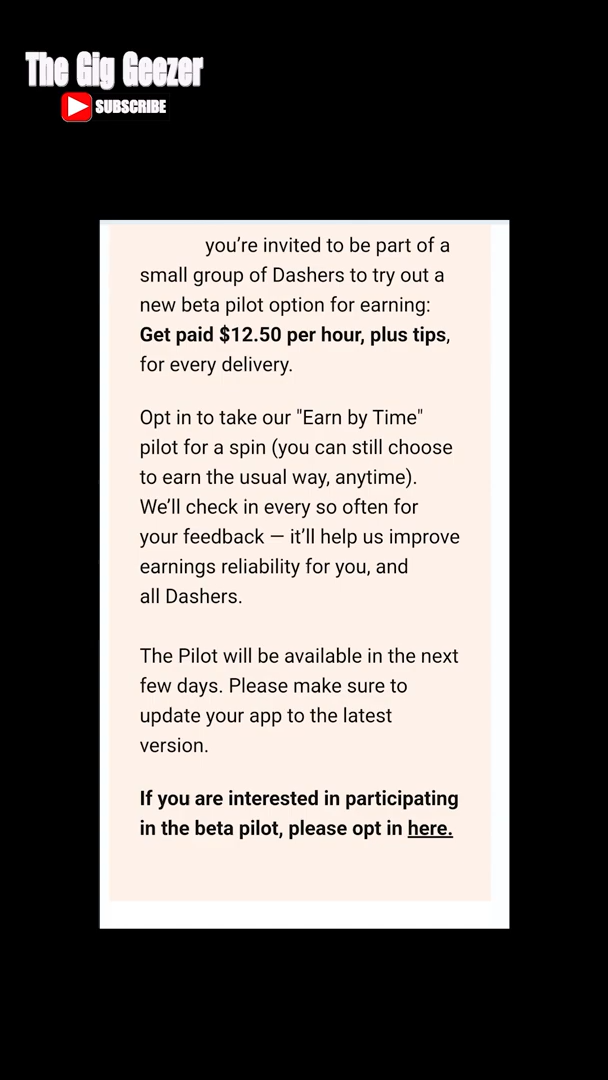 The Gig Geezer
SUBSCRIBE
you’re invited to be part of a
small group of Dashers to try out a
new beta pilot option for earning:
Get paid $12.50 per hour, plus tips,
for every delivery.
Opt in to take our "Earn by Time"
pilot for a spin (you can still choose
to earn the usual way, anytime).
We’ll check in every so often for
your feedback — it’ll help us improve
earnings reliability for you, and
all Dashers.
The Pilot will be available in the next
few days. Please make sure to
update your app to the latest
version.
If you are interested in participating
in the beta pilot, please opt in here.